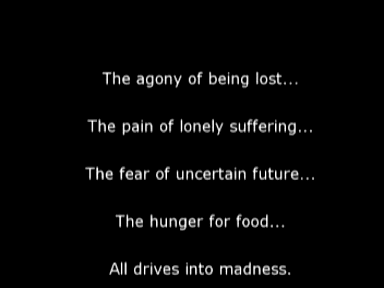 The agony of being lost...
The pain of lonely suffering...
The fear of uncertain future...
The hunger for food...
All drives into madness.